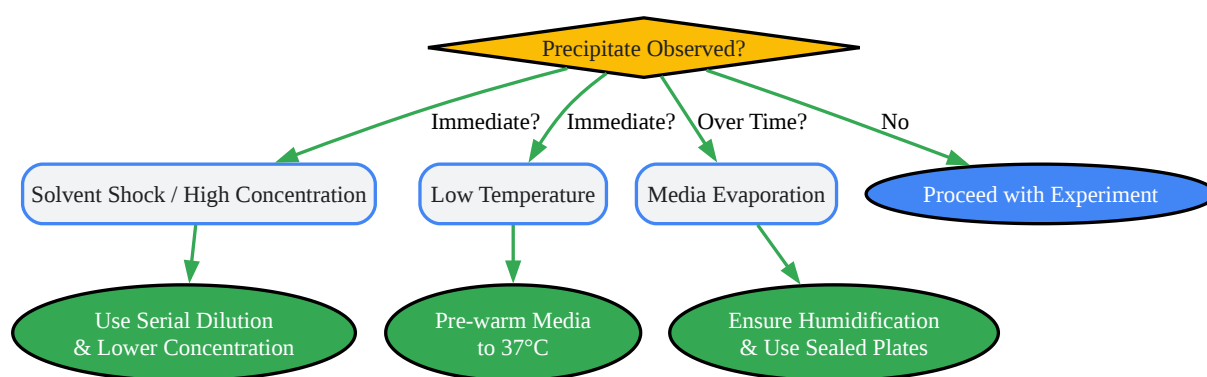 Precipitate Observed?
Immediate?
Immediate?
Over Time?
No
Solvent Shock / High Concentration
Low Temperature
Media Evaporation
Proceed with Experiment
Use Serial Dilution
& Lower Concentration
Pre-warm Media
to 37°C
Ensure Humidification
& Use Sealed Plates